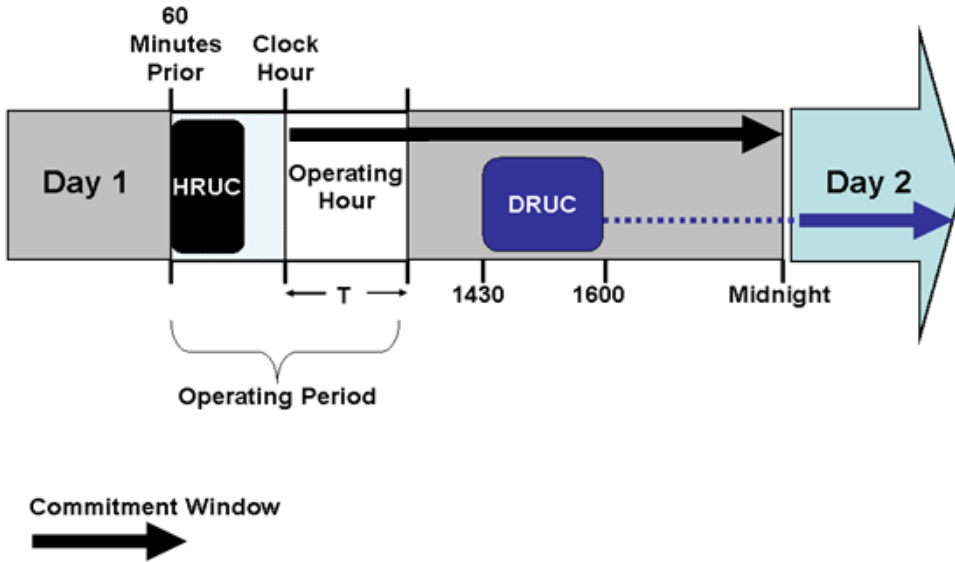 60
Minutes
Prior
Clock
Hour
Day 1
HRUC
Operating
Hour
DRUC
Day 2
T
1430
1600
Midnight
Operating Period
Commitment Window